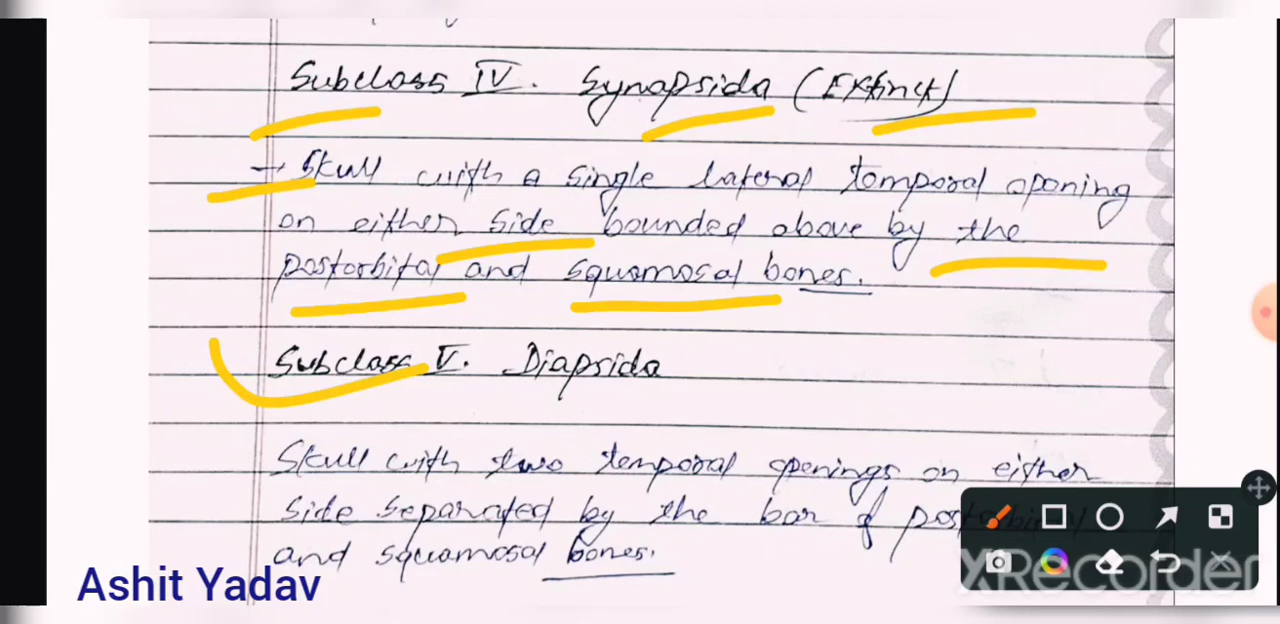 Subclass IV. Synapsida (Extinct)
→ Skull with a single lateral temporal opening
on either side bounded above by the
postorbital and squamosal bones.
Subclass V. Diapsida
Skull with two temporal openings on either
side separated by the bar of postorbital
and squamosal bones.
Ashit Yadav
XRecorder